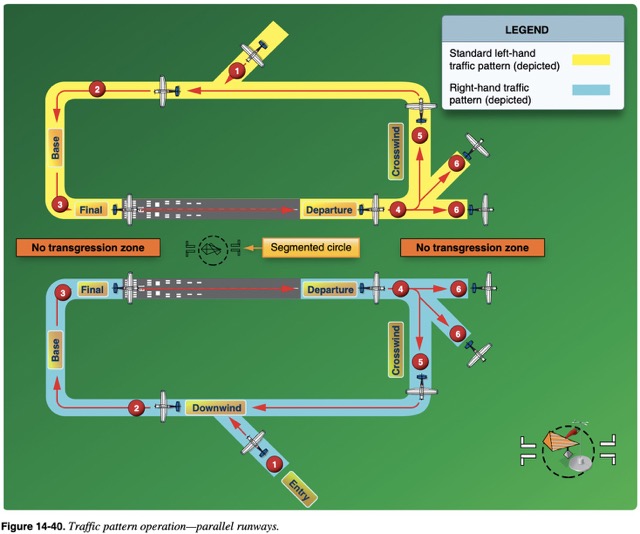 LEGEND
Standard left-hand
traffic pattern (depicted)
Right-hand traffic
pattern (depicted)
1
2
Base
Crosswind
5
6
3
Final
Departure
4
6
No transgression zone
Segmented circle
No transgression zone
3
Final
Departure
4
6
Base
Crosswind
6
5
2
Downwind
1
Entry
Figure 14-40. Traffic pattern operation—parallel runways.